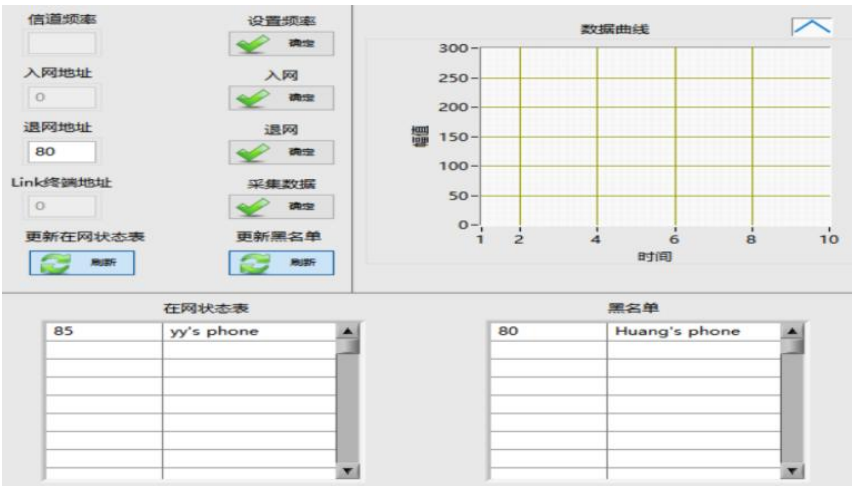 信道频率 设置频率
确定
入网地址 入网
0 确定
退网地址 退网
80 确定
Link终端地址 采集数据
0 确定
更新在网状态表 更新黑名单
刷新 刷新
数据曲线
300
250
200
150
100
50
0
幅值
1 2 4 6 8 10
时间
在网状态表
85 yy's phone
黑名单
80 Huang's phone